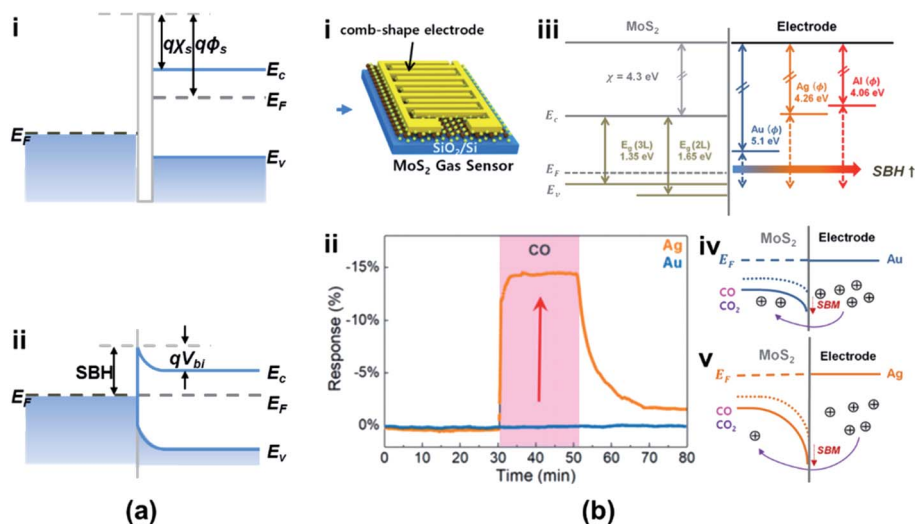 i
qχs
qϕs
Ec
EF
EF
Ev
ii
SBH
qVbi
Ec
EF
EF
Ev
(a)
i
comb-shape electrode
SiO2/Si
MoS2 Gas Sensor
ii
CO
Ag
Au
-15%
-10%
-5%
0%
Response (%)
0 10 20 30 40 50 60 70 80
Time (min)
iii
MoS2
Electrode
χ = 4.3 eV
Ag (ϕ)
4.26 eV
Al (ϕ)
4.06 eV
Au (ϕ)
5.1 eV
Ec
Eg (3L)
1.35 eV
Eg (2L)
1.65 eV
EF
Ev
SBH ↑
iv
MoS2
Electrode
EF
Au
CO
CO2
SBM
v
MoS2
Electrode
EF
Ag
CO
CO2
SBM
(b)